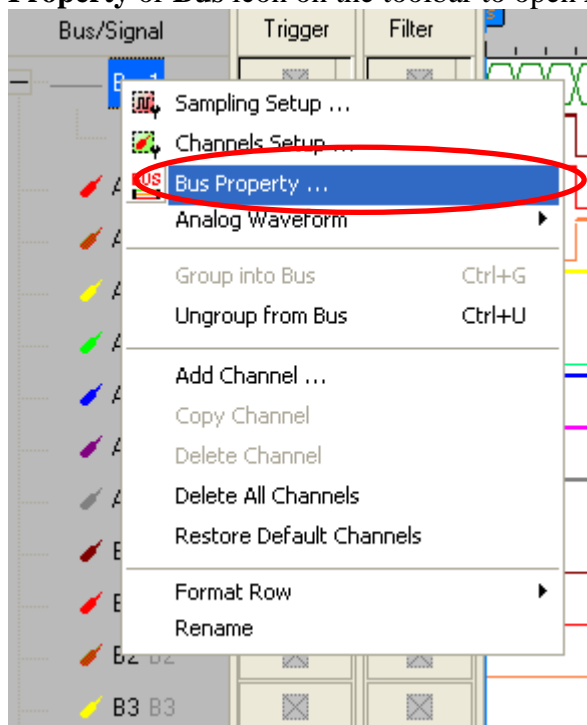 Property or Bus icon on the toolbar to open
Bus/Signal Trigger Filter
Sampling Setup ...
Channels Setup ...
BUS Bus Property ...
Analog Waveform
Group into Bus Ctrl+G
Ungroup from Bus Ctrl+U
Add Channel ...
Copy Channel
Delete Channel
Delete All Channels
Restore Default Channels
Format Row
Rename
B2 B2
B3 B3